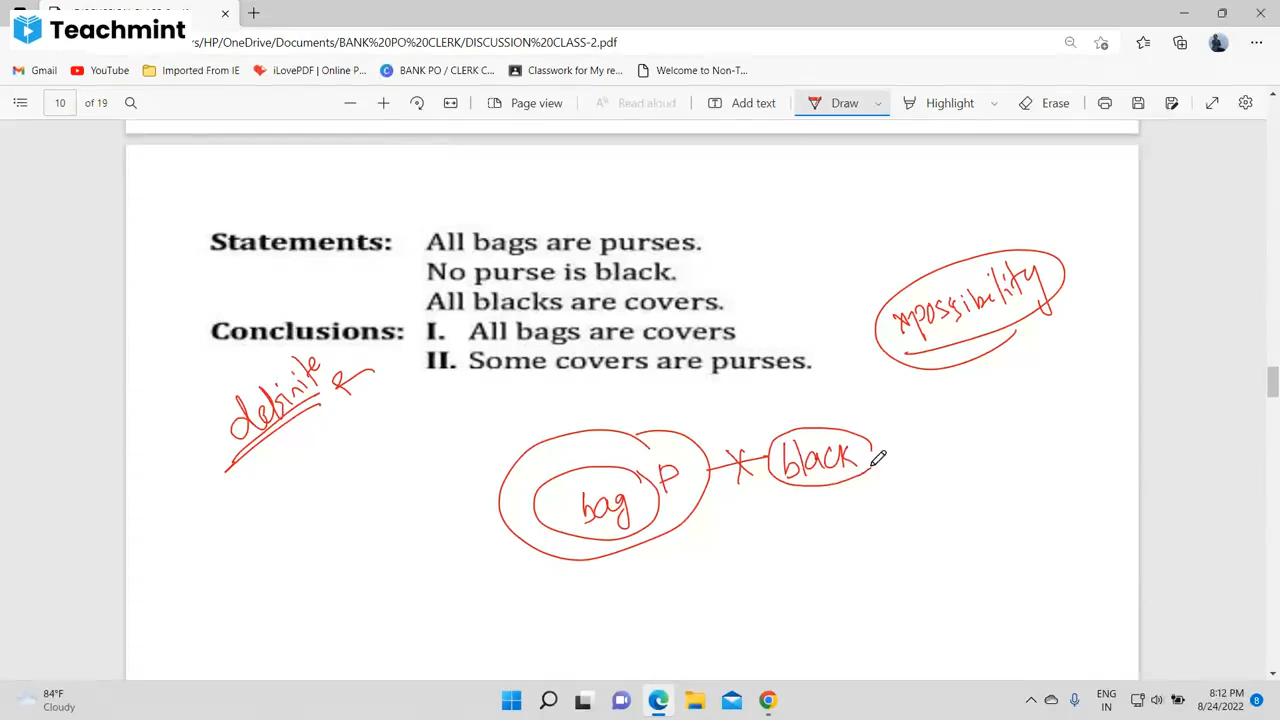 Teachmint
s/HP/OneDrive/Documents/BANK%20PO%20CLERK/DISCUSSION%20CLASS-2.pdf
Gmail YouTube Imported From IE iLovePDF | Online P... BANK PO / CLERK C... Classwork for My re... Welcome to Non-T...
10 of 19 Page view Read aloud Add text Draw Highlight Erase
Statements: All bags are purses.
No purse is black.
All blacks are covers.
Conclusions: I. All bags are covers
II. Some covers are purses.
possibility
definite
bag P X black
84°F
Cloudy
ENG
IN
8:12 PM
8/24/2022
8